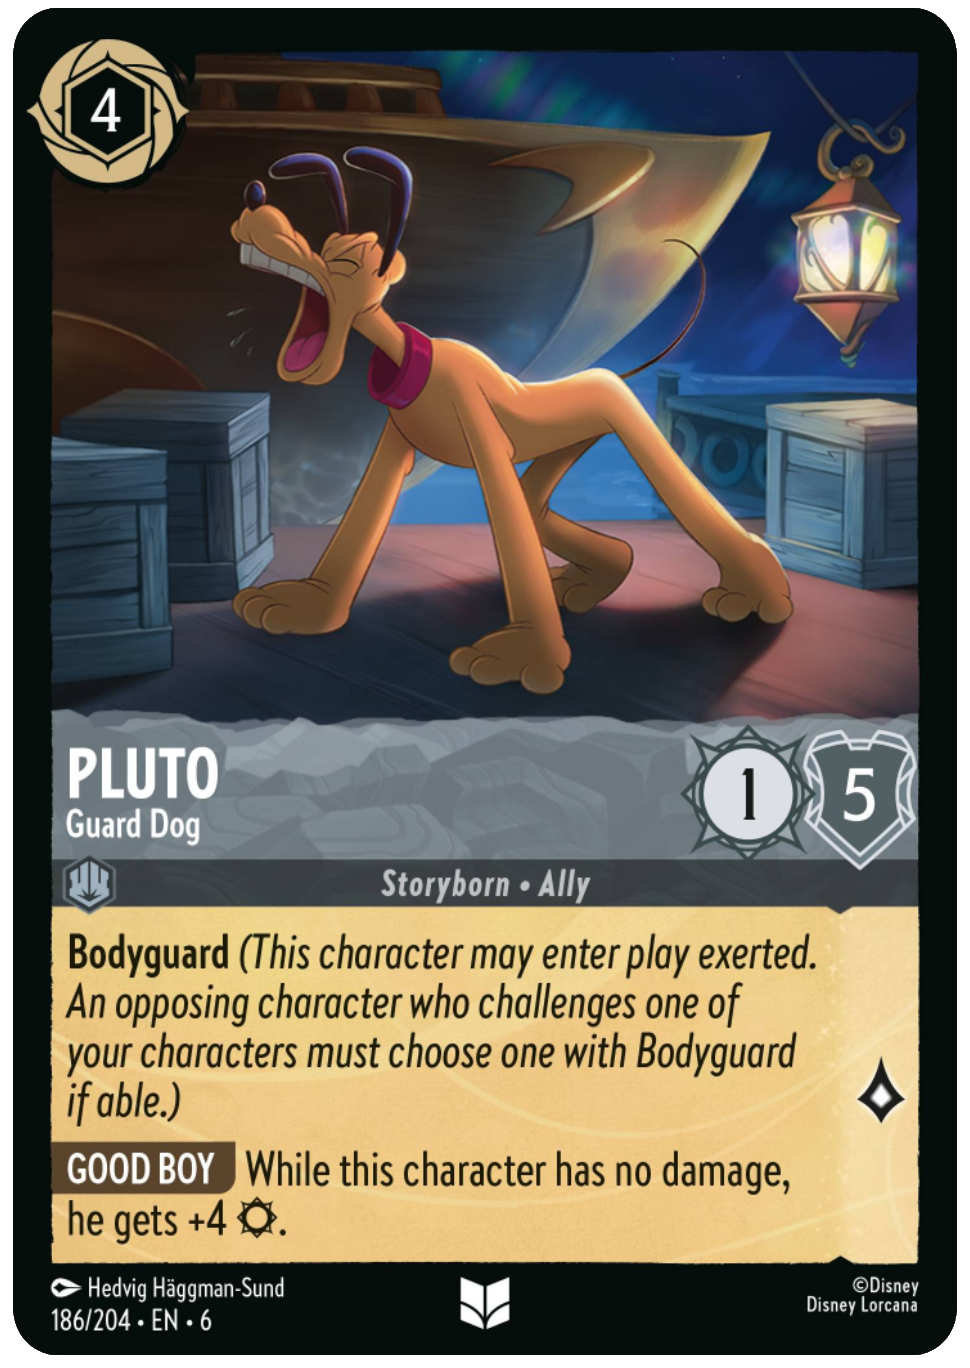 4
PLUTO
Guard Dog
1
5
Storyborn • Ally
Bodyguard (This character may enter play exerted.
An opposing character who challenges one of
your characters must choose one with Bodyguard
if able.)
GOOD BOY While this character has no damage,
he gets +4 .
Hedvig Häggman-Sund
186/204 • EN • 6
©Disney
Disney Lorcana